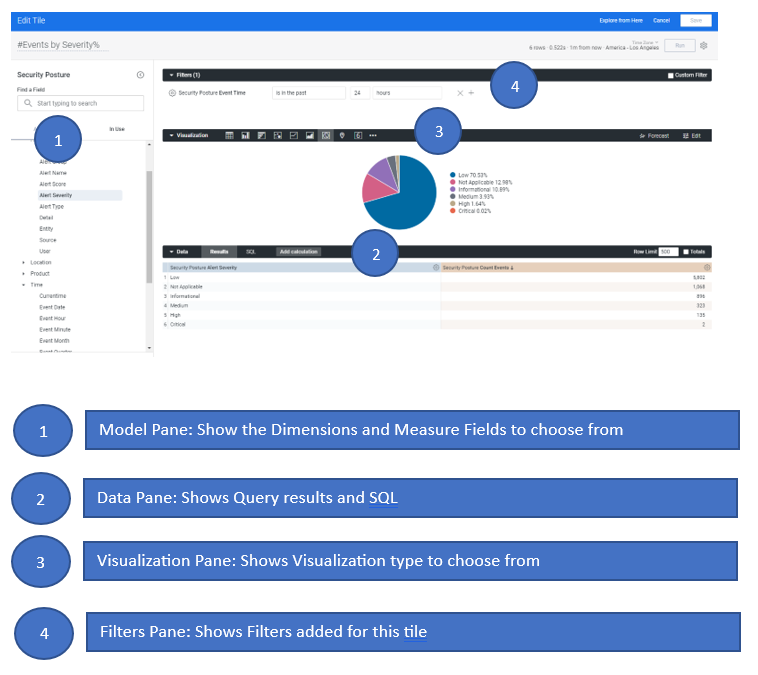 Edit Tile
Explore from Here Cancel Save
#Events by Severity%
6 rows · 0.522s · 1m from now · America - Los Angeles
Time Zone
Run
Security Posture
Find a Field
Start typing to search
In Use
1
Alert Name
Alert Score
Alert Severity
Alert Type
Detail
Entity
Source
User
Location
Product
Time
Currentime
Event Date
Event Hour
Event Minute
Event Month
Event Quarter
Filters (1)
Custom Filter
Security Posture Event Time is in the past 24 hours
4
3
Visualization
Forecast Edit
Low 70.53%
Not Applicable 12.98%
Informational 10.89%
Medium 3.93%
High 1.64%
Critical 0.02%
2
Data Results SQL Add calculation
Row Limit 500 Totals
Security Posture Alert Severity Security Posture Count Events ↓
1 Low 5,802
2 Not Applicable 1,068
3 Informational 896
4 Medium 323
5 High 135
6 Critical 2
1 Model Pane: Show the Dimensions and Measure Fields to choose from
2 Data Pane: Shows Query results and SQL
3 Visualization Pane: Shows Visualization type to choose from
4 Filters Pane: Shows Filters added for this tile